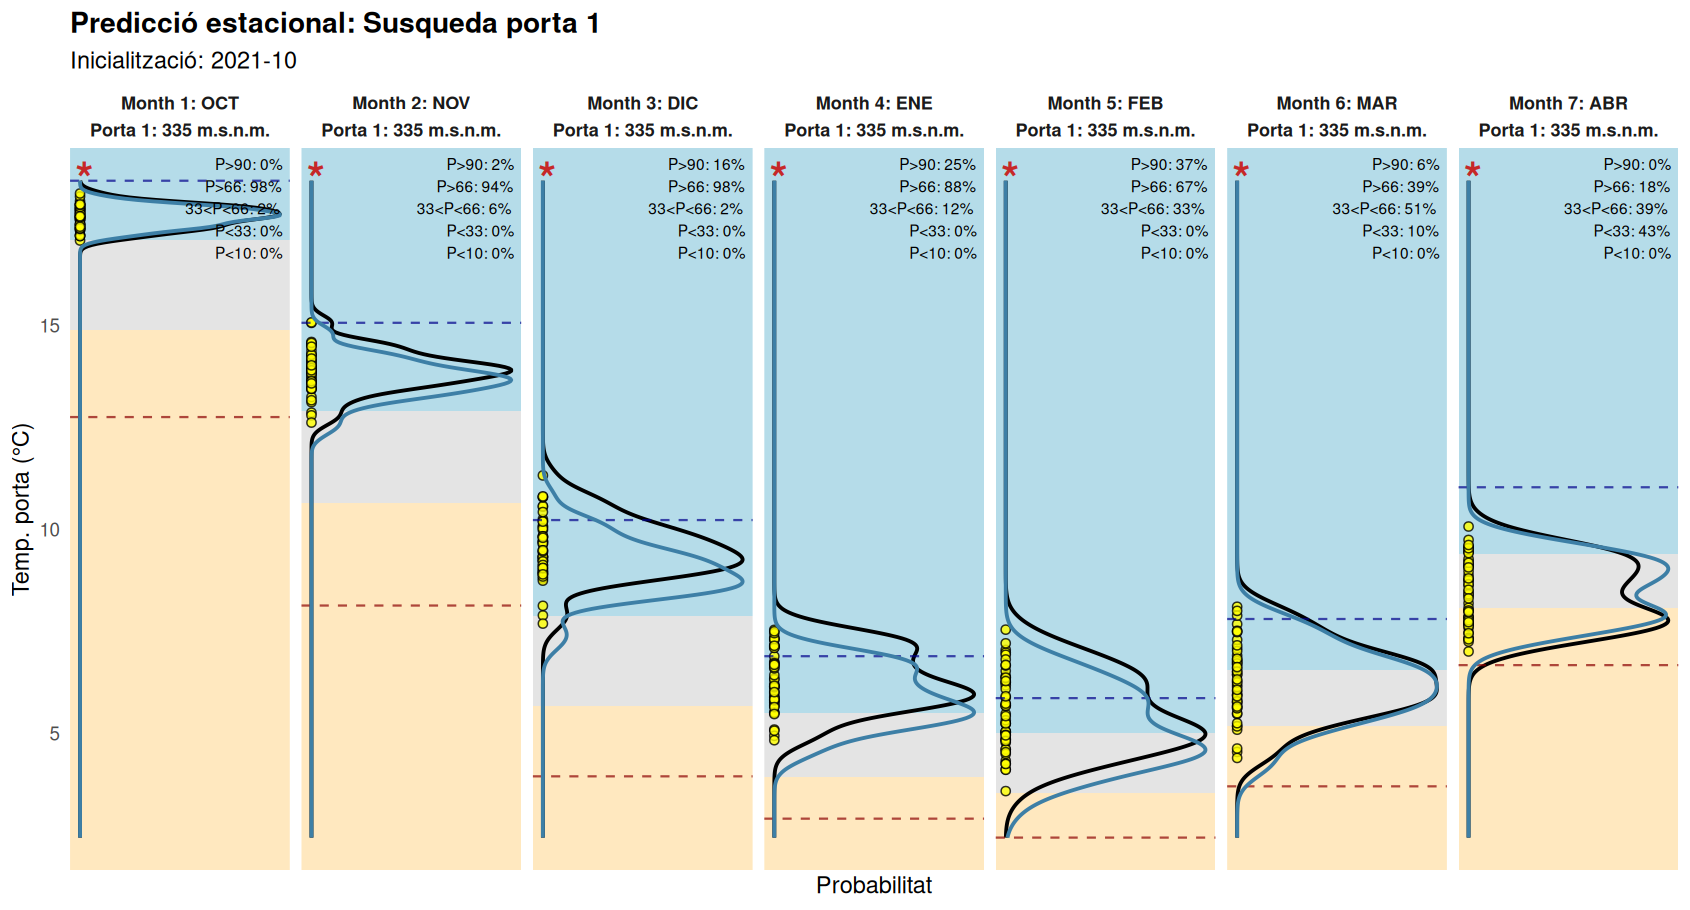 Predicció estacional: Susqueda porta 1
Inicialització: 2021-10
Month 1: OCT
Porta 1: 335 m.s.n.m.
Month 2: NOV
Porta 1: 335 m.s.n.m.
Month 3: DIC
Porta 1: 335 m.s.n.m.
Month 4: ENE
Porta 1: 335 m.s.n.m.
Month 5: FEB
Porta 1: 335 m.s.n.m.
Month 6: MAR
Porta 1: 335 m.s.n.m.
Month 7: ABR
Porta 1: 335 m.s.n.m.
*
P>90: 0%
P>66: 98%
33<P<66: 2%
P<33: 0%
P<10: 0%
*
P>90: 2%
P>66: 94%
33<P<66: 6%
P<33: 0%
P<10: 0%
*
P>90: 16%
P>66: 98%
33<P<66: 2%
P<33: 0%
P<10: 0%
*
P>90: 25%
P>66: 88%
33<P<66: 12%
P<33: 0%
P<10: 0%
*
P>90: 37%
P>66: 67%
33<P<66: 33%
P<33: 0%
P<10: 0%
*
P>90: 6%
P>66: 39%
33<P<66: 51%
P<33: 10%
P<10: 0%
*
P>90: 0%
P>66: 18%
33<P<66: 39%
P<33: 43%
P<10: 0%
15
10
5
Temp. porta (°C)
Probabilitat